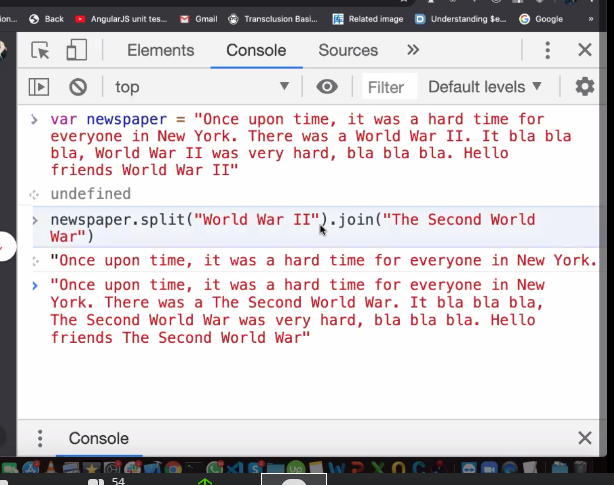 ion... Back AngularJS unit tes... Gmail Transclusion Basi... Related image Understanding $e... Google »
Elements Console Sources »
top Filter Default levels
var newspaper = "Once upon time, it was a hard time for
everyone in New York. There was a World War II. It bla bla
bla, World War II was very hard, bla bla bla. Hello
friends World War II"
undefined
newspaper.split("World War II").join("The Second World
War")
"Once upon time, it was a hard time for everyone in New York.
"Once upon time, it was a hard time for everyone in New
York. There was a The Second World War. It bla bla bla,
The Second World War was very hard, bla bla bla. Hello
friends The Second World War"
Console
54